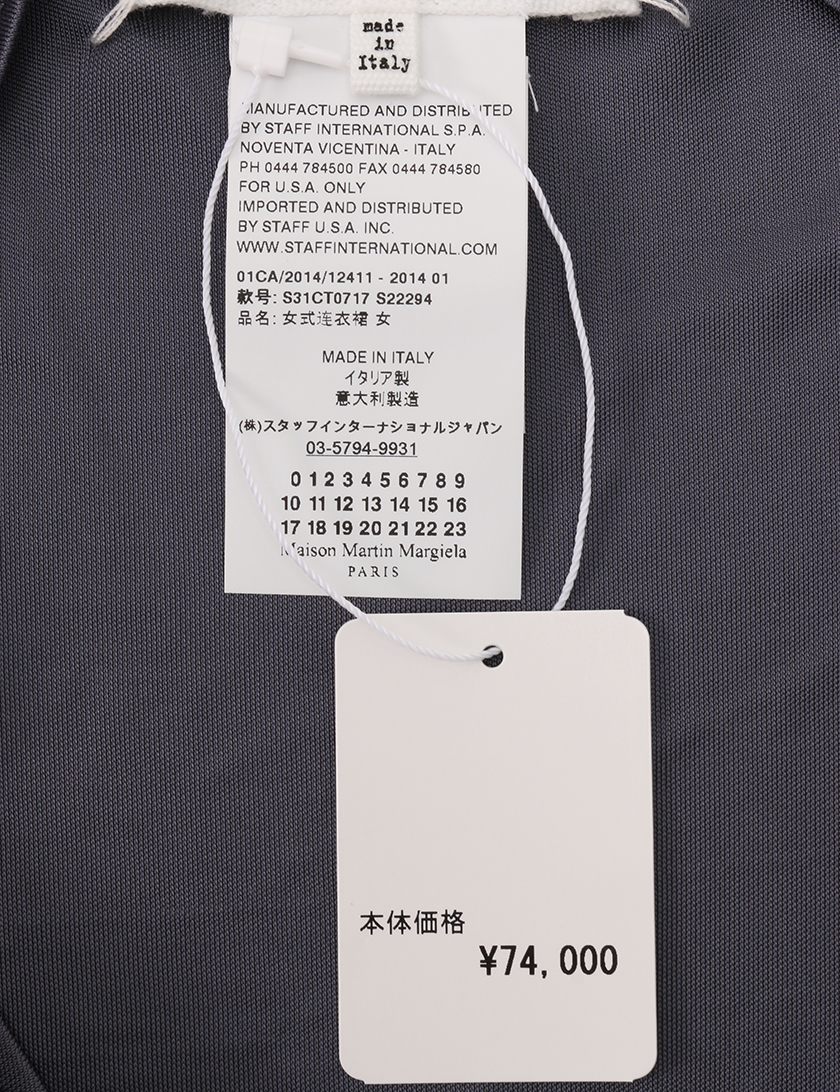 made
in
Italy
MANUFACTURED AND DISTRIBUTED
BY STAFF INTERNATIONAL S.P.A.
NOVENTA VICENTINA - ITALY
PH 0444 784500 FAX 0444 784580
FOR U.S.A. ONLY
IMPORTED AND DISTRIBUTED
BY STAFF U.S.A. INC.
WWW.STAFFINTERNATIONAL.COM
01CA/2014/12411 - 2014 01
款号: S31CT0717 S22294
品名: 女式连衣裙 女
MADE IN ITALY
イタリア製
意大利製造
(株)スタッフインターナショナルジャパン
03-5794-9931
0 1 2 3 4 5 6 7 8 9
10 11 12 13 14 15 16
17 18 19 20 21 22 23
Maison Martin Margiela
PARIS
本体価格
¥74,000